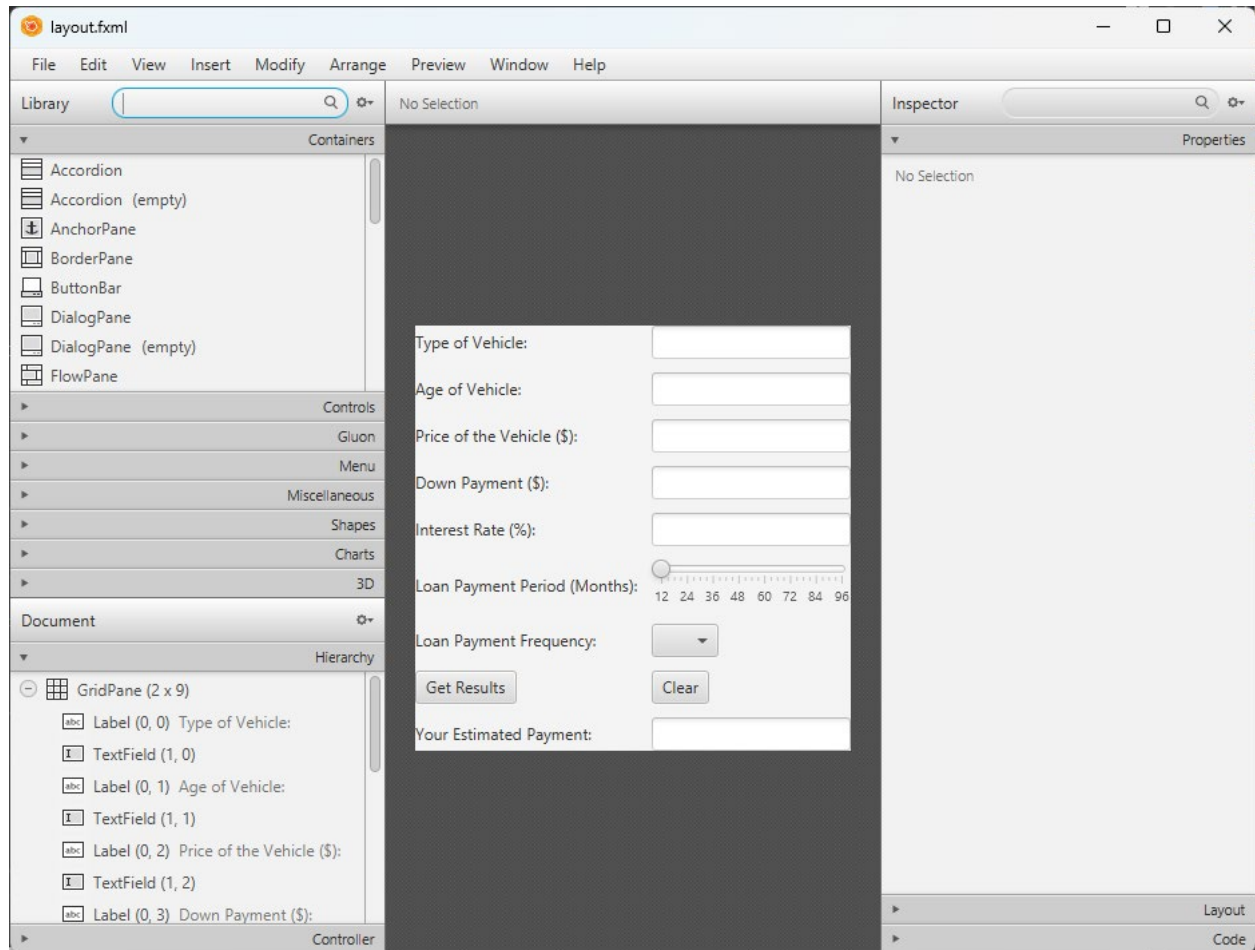 layout.fxml
File Edit View Insert Modify Arrange Preview Window Help
Library
Containers
Accordion
Accordion (empty)
AnchorPane
BorderPane
ButtonBar
DialogPane
DialogPane (empty)
FlowPane
Controls
Gluon
Menu
Miscellaneous
Shapes
Charts
3D
Document
Hierarchy
GridPane (2 x 9)
abc Label (0, 0) Type of Vehicle:
TextField (1, 0)
abc Label (0, 1) Age of Vehicle:
TextField (1, 1)
abc Label (0, 2) Price of the Vehicle ($):
TextField (1, 2)
abc Label (0, 3) Down Payment ($):
Controller
No Selection
Type of Vehicle:
Age of Vehicle:
Price of the Vehicle ($):
Down Payment ($):
Interest Rate (%):
Loan Payment Period (Months):
12 24 36 48 60 72 84 96
Loan Payment Frequency:
Get Results Clear
Your Estimated Payment:
Inspector
Properties
No Selection
Layout
Code